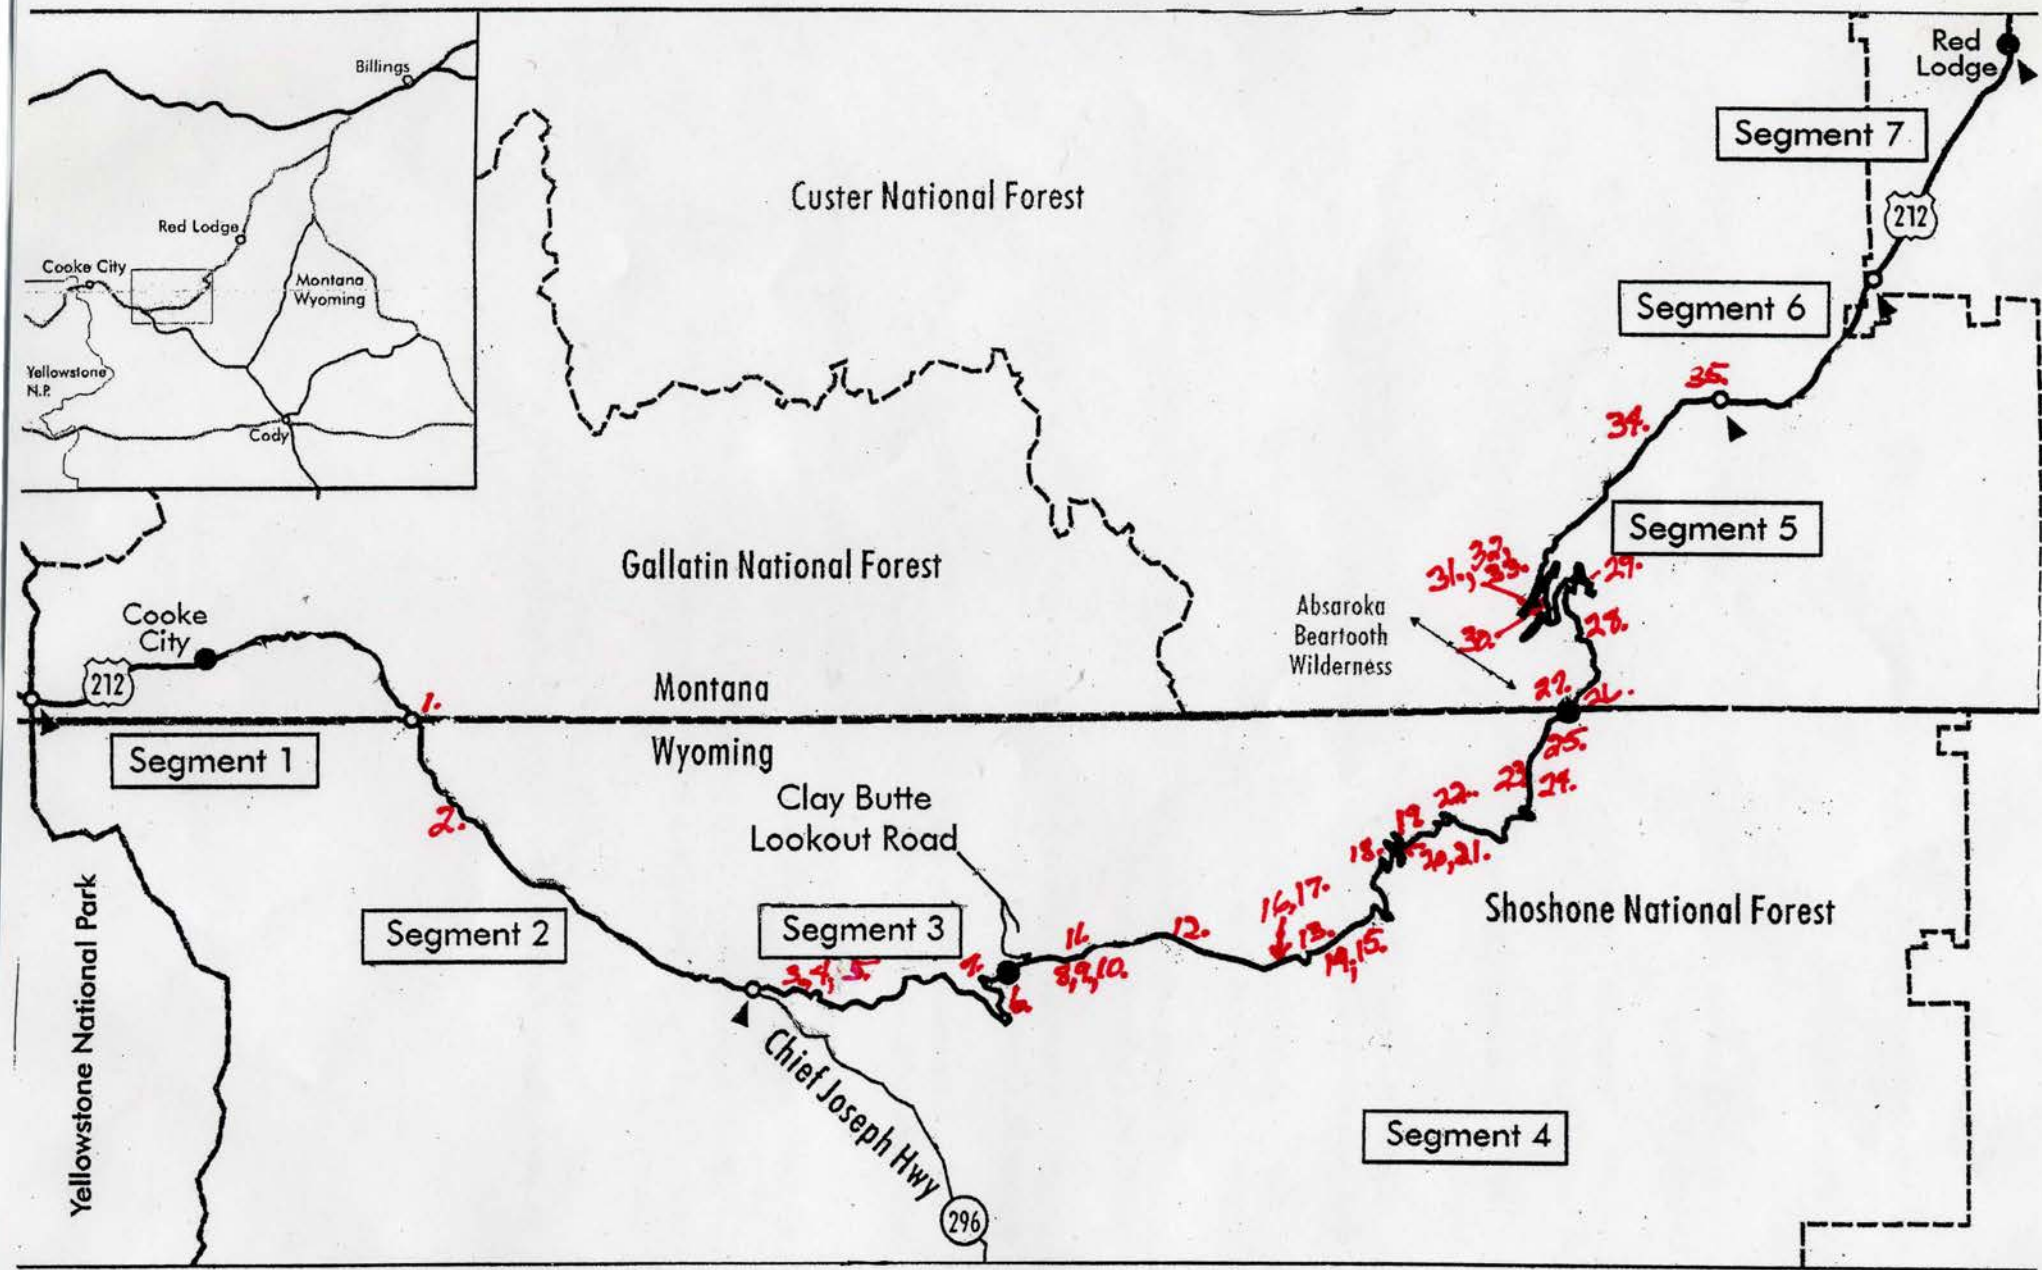 Billings
Red Lodge
Cooke City
Montana
Wyoming
Yellowstone
N.P.
Cody
Red
Lodge
Segment 7
212
Custer National Forest
Segment 6
35.
34.
Segment 5
Gallatin National Forest
32,
31., 33.
29.
30.
28.
Absaroka
Beartooth
Wilderness
Cooke
City
212
Montana
27.
26.
1.
Wyoming
Segment 1
25.
2.
Clay Butte
Lookout Road
23
24.
22.
19.
18.
20,21.
16,17.
Segment 2
Segment 3
Shoshone National Forest
11.
12.
13.
3,4, 5.
7.
8,9,10.
14, 15.
6.
Yellowstone National Park
Chief Joseph Hwy
296
Segment 4